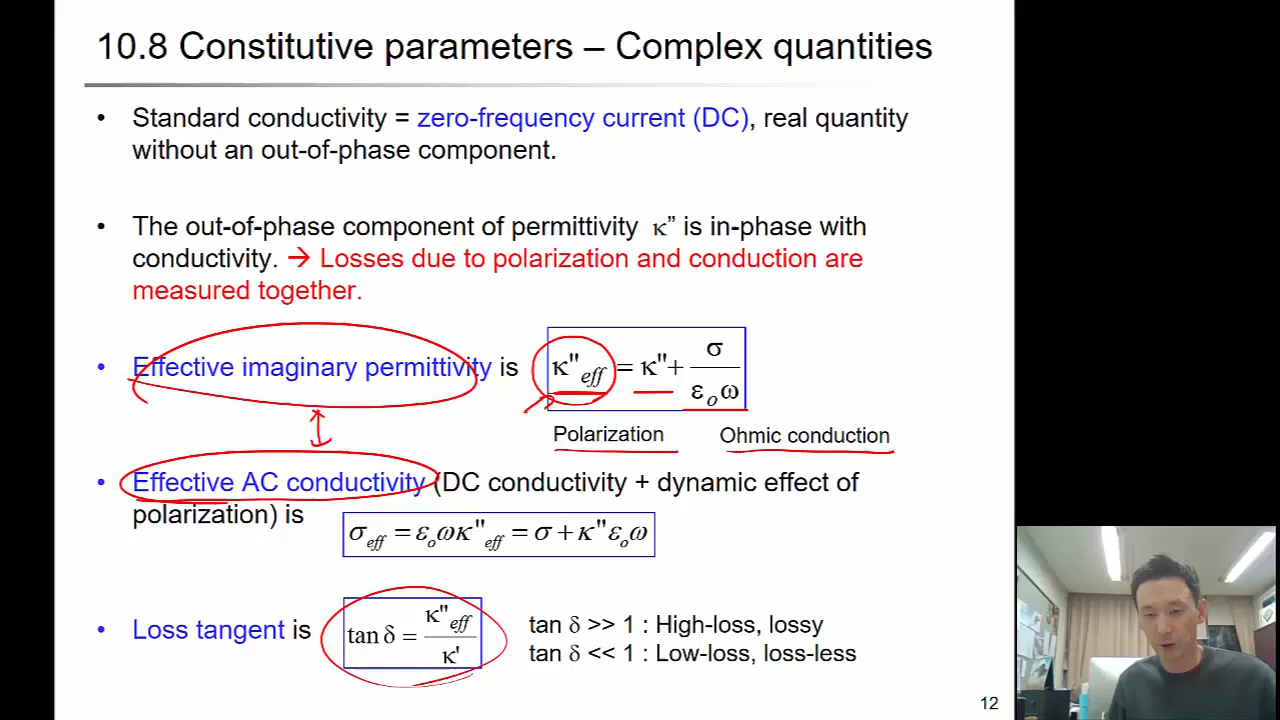 10.8 Constitutive parameters – Complex quantities
• Standard conductivity = zero-frequency current (DC), real quantity
without an out-of-phase component.
• The out-of-phase component of permittivity κ” is in-phase with
conductivity. → Losses due to polarization and conduction are
measured together.
• Effective imaginary permittivity is κ"eff = κ"+ σ/εoω
Polarization Ohmic conduction
• Effective AC conductivity (DC conductivity + dynamic effect of
polarization) is
σeff = εoωκ"eff = σ + κ"εoω
• Loss tangent is tan δ = κ"eff/κ'
tan δ >> 1 : High-loss, lossy
tan δ << 1 : Low-loss, loss-less
12